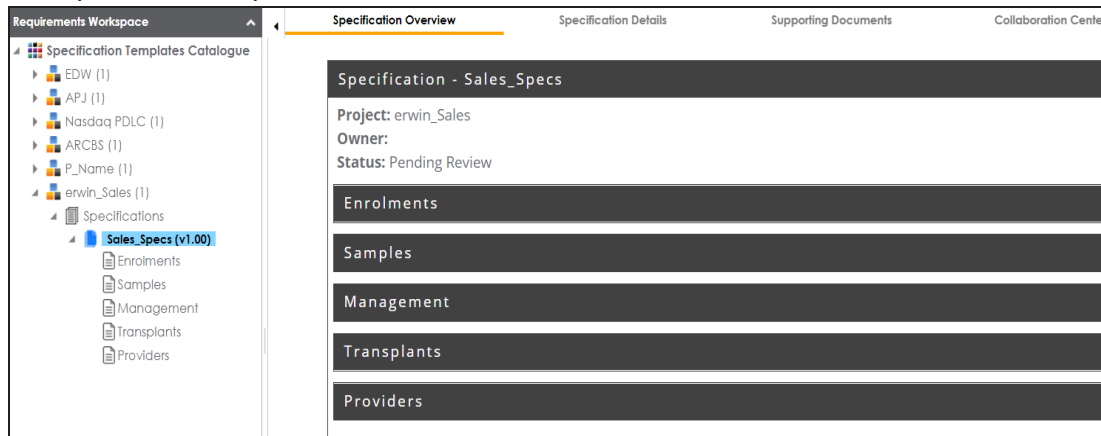 Requirements Workspace
Specification Overview
Specification Details
Supporting Documents
Collaboration Cente
Specification Templates Catalogue
EDW (1)
APJ (1)
Nasdaq PDLC (1)
ARCBS (1)
P_Name (1)
erwin_Sales (1)
Specifications
Sales_Specs (v1.00)
Enrolments
Samples
Management
Transplants
Providers
Specification - Sales_Specs
Project: erwin_Sales
Owner:
Status: Pending Review
Enrolments
Samples
Management
Transplants
Providers